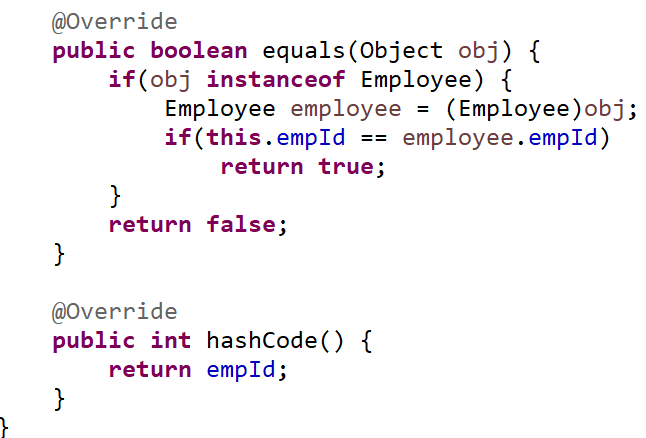 @Override
public boolean equals(Object obj) {
if(obj instanceof Employee) {
Employee employee = (Employee)obj;
if(this.empId == employee.empId)
return true;
}
return false;
}
@Override
public int hashCode() {
return empId;
}
}